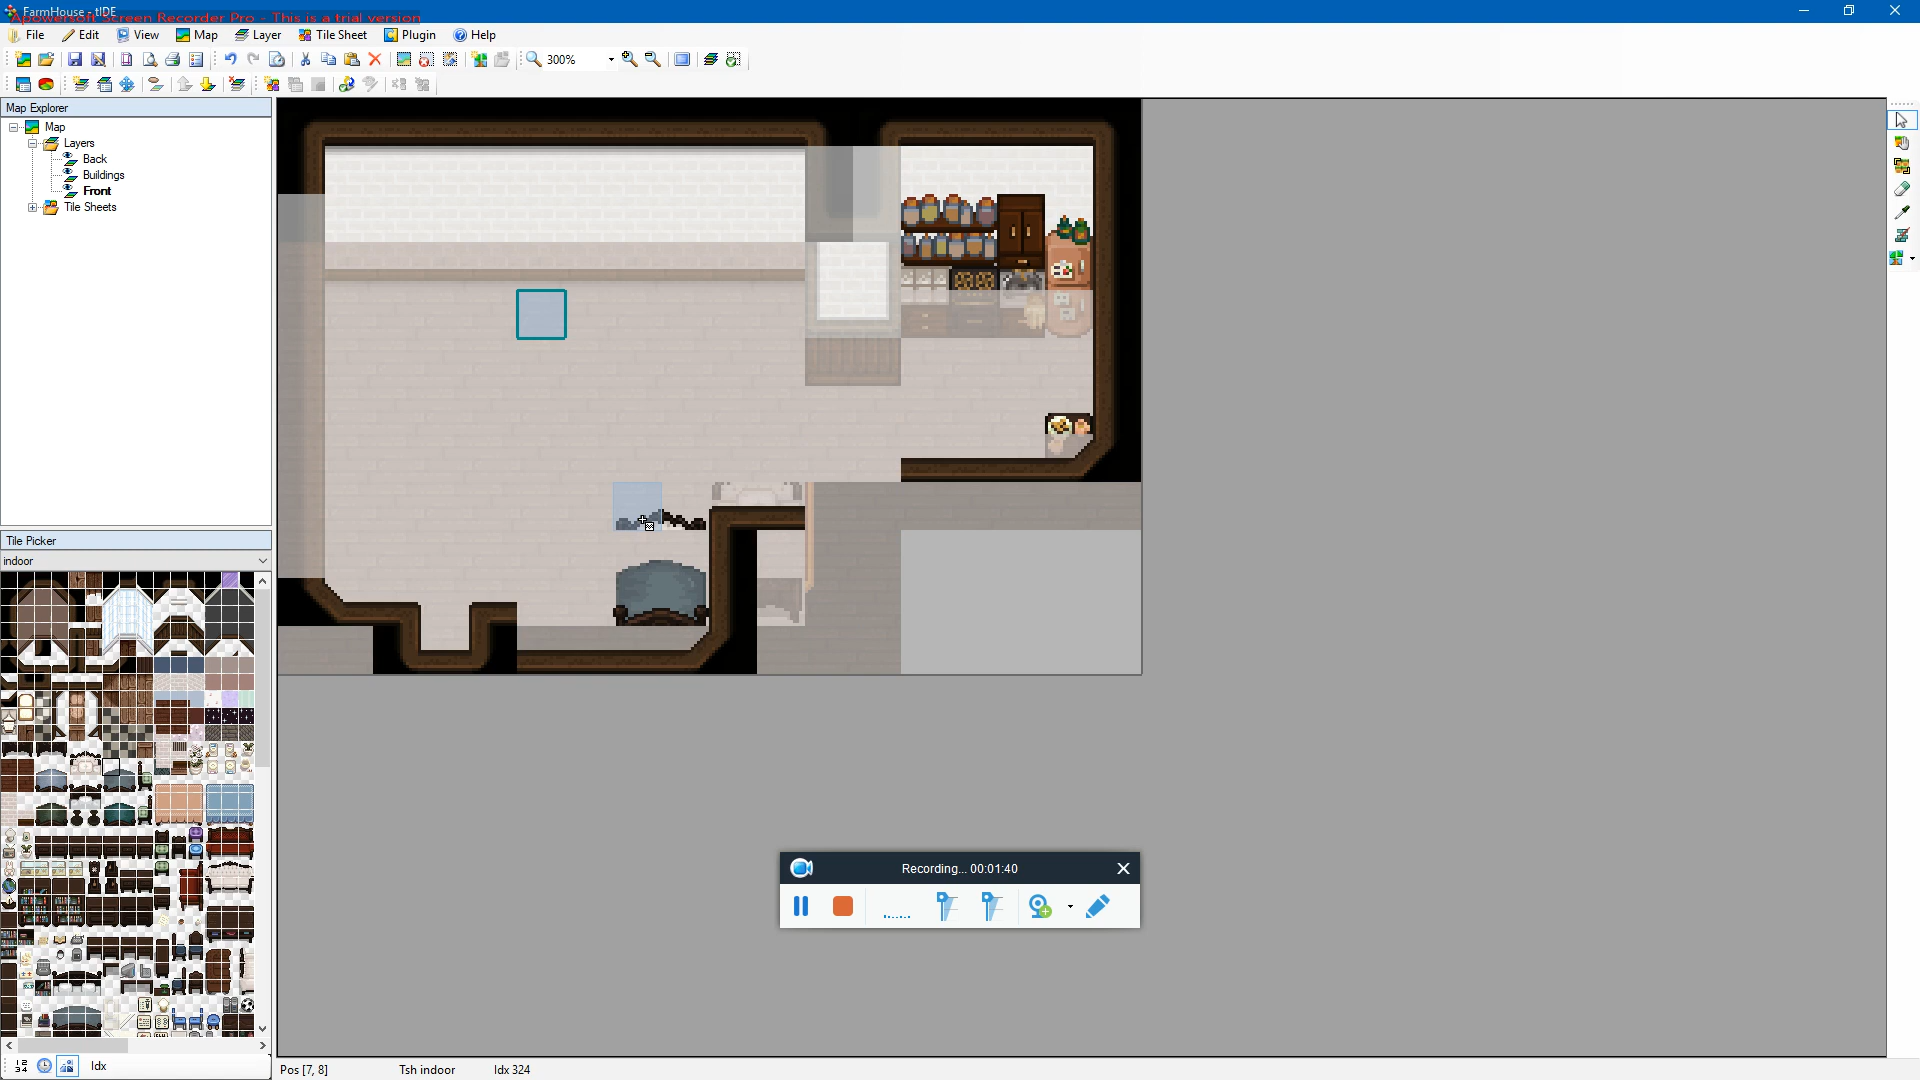 FarmHouse - tIDE
Apowersoft Screen Recorder Pro - This is a trial version
File Edit View Map Layer Tile Sheet Plugin Help
300%
Map Explorer
Map
Layers
Back
Buildings
Front
Tile Sheets
Tile Picker
indoor
Recording... 00:01:40
Idx
Pos [7, 8] Tsh indoor Idx 324